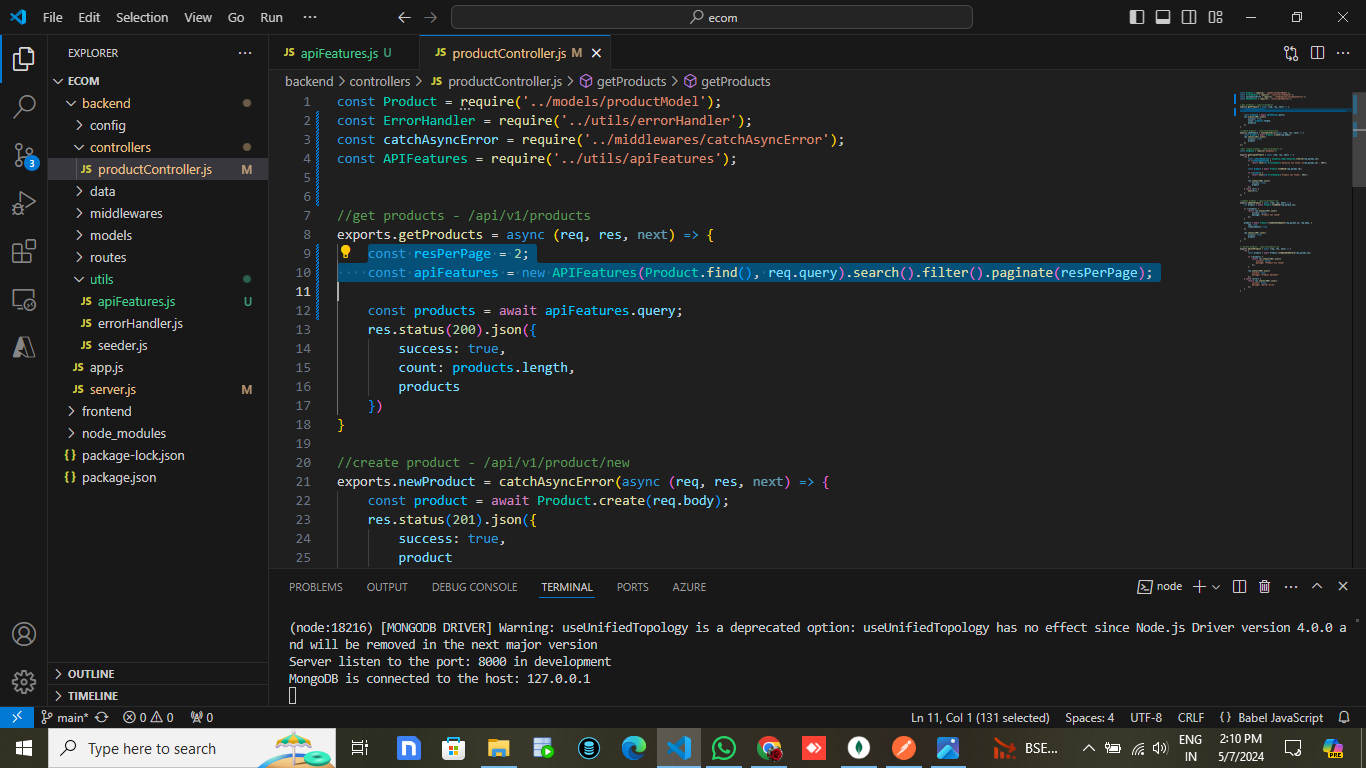 File Edit Selection View Go Run ··· ecom
EXPLORER
ECOM
backend
config
controllers
JS productController.js M
data
middlewares
models
routes
utils
JS apiFeatures.js U
JS errorHandler.js
JS seeder.js
JS app.js
JS server.js M
frontend
node_modules
{} package-lock.json
{} package.json
OUTLINE
TIMELINE
3
JS apiFeatures.js U JS productController.js M
backend > controllers > JS productController.js > getProducts > getProducts
1 const Product = require('../models/productModel');
2 const ErrorHandler = require('../utils/errorHandler');
3 const catchAsyncError = require('../middlewares/catchAsyncError');
4 const APIFeatures = require('../utils/apiFeatures');
5
6
7 //get products - /api/v1/products
8 exports.getProducts = async (req, res, next) => {
9 const resPerPage = 2;
10 const apiFeatures = new APIFeatures(Product.find(), req.query).search().filter().paginate(resPerPage);
11
12 const products = await apiFeatures.query;
13 res.status(200).json({
14 success: true,
15 count: products.length,
16 products
17 })
18 }
19
20 //create product - /api/v1/product/new
21 exports.newProduct = catchAsyncError(async (req, res, next) => {
22 const product = await Product.create(req.body);
23 res.status(201).json({
24 success: true,
25 product
PROBLEMS OUTPUT DEBUG CONSOLE TERMINAL PORTS AZURE node
(node:18216) [MONGODB DRIVER] Warning: useUnifiedTopology is a deprecated option: useUnifiedTopology has no effect since Node.js Driver version 4.0.0 a
nd will be removed in the next major version
Server listen to the port: 8000 in development
MongoDB is connected to the host: 127.0.0.1
main* 0 0 0 Ln 11, Col 1 (131 selected) Spaces: 4 UTF-8 CRLF {} Babel JavaScript
Type here to search BSE... ENG IN 2:10 PM 5/7/2024 PRE